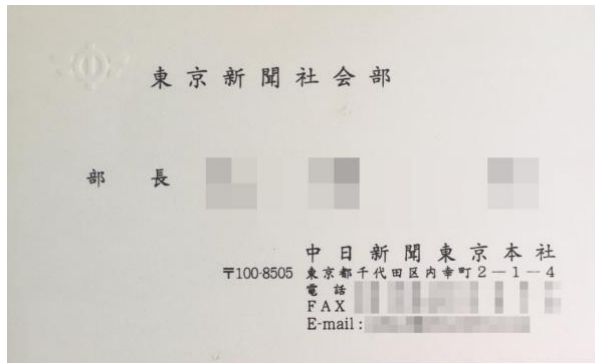 東京新聞社会部
部長
中日新聞東京本社
〒100-8505 東京都千代田区内幸町2-1-4
電話
FAX
E-mail: